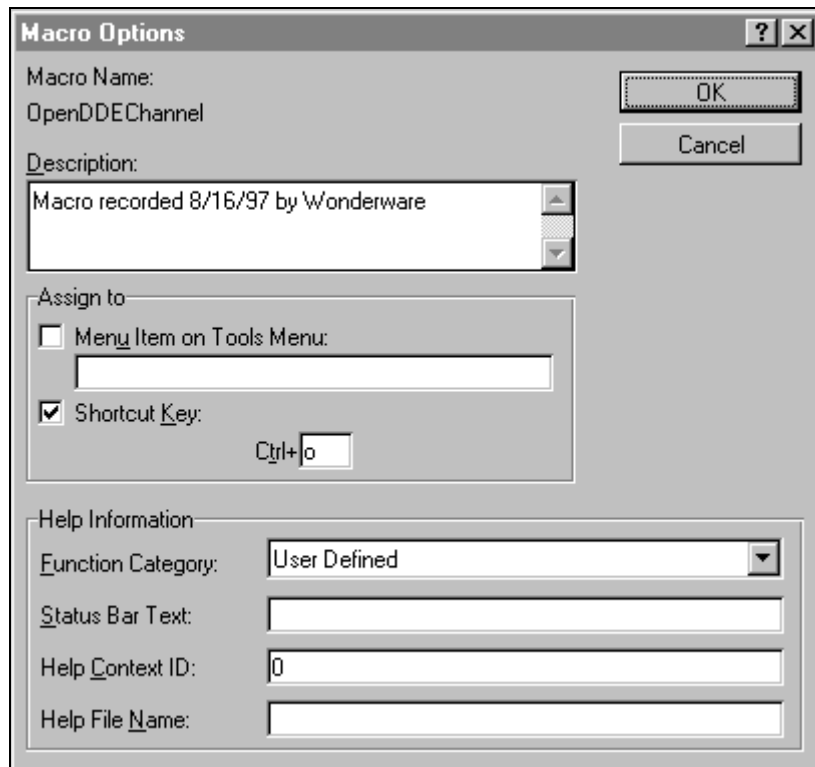 Macro Options
Macro Name:
OpenDDEChannel
OK
Cancel
Description:
Macro recorded 8/16/97 by Wonderware
Assign to
Menu Item on Tools Menu:
Shortcut Key:
Ctrl+ o
Help Information
Function Category: User Defined
Status Bar Text:
Help Context ID: 0
Help File Name: